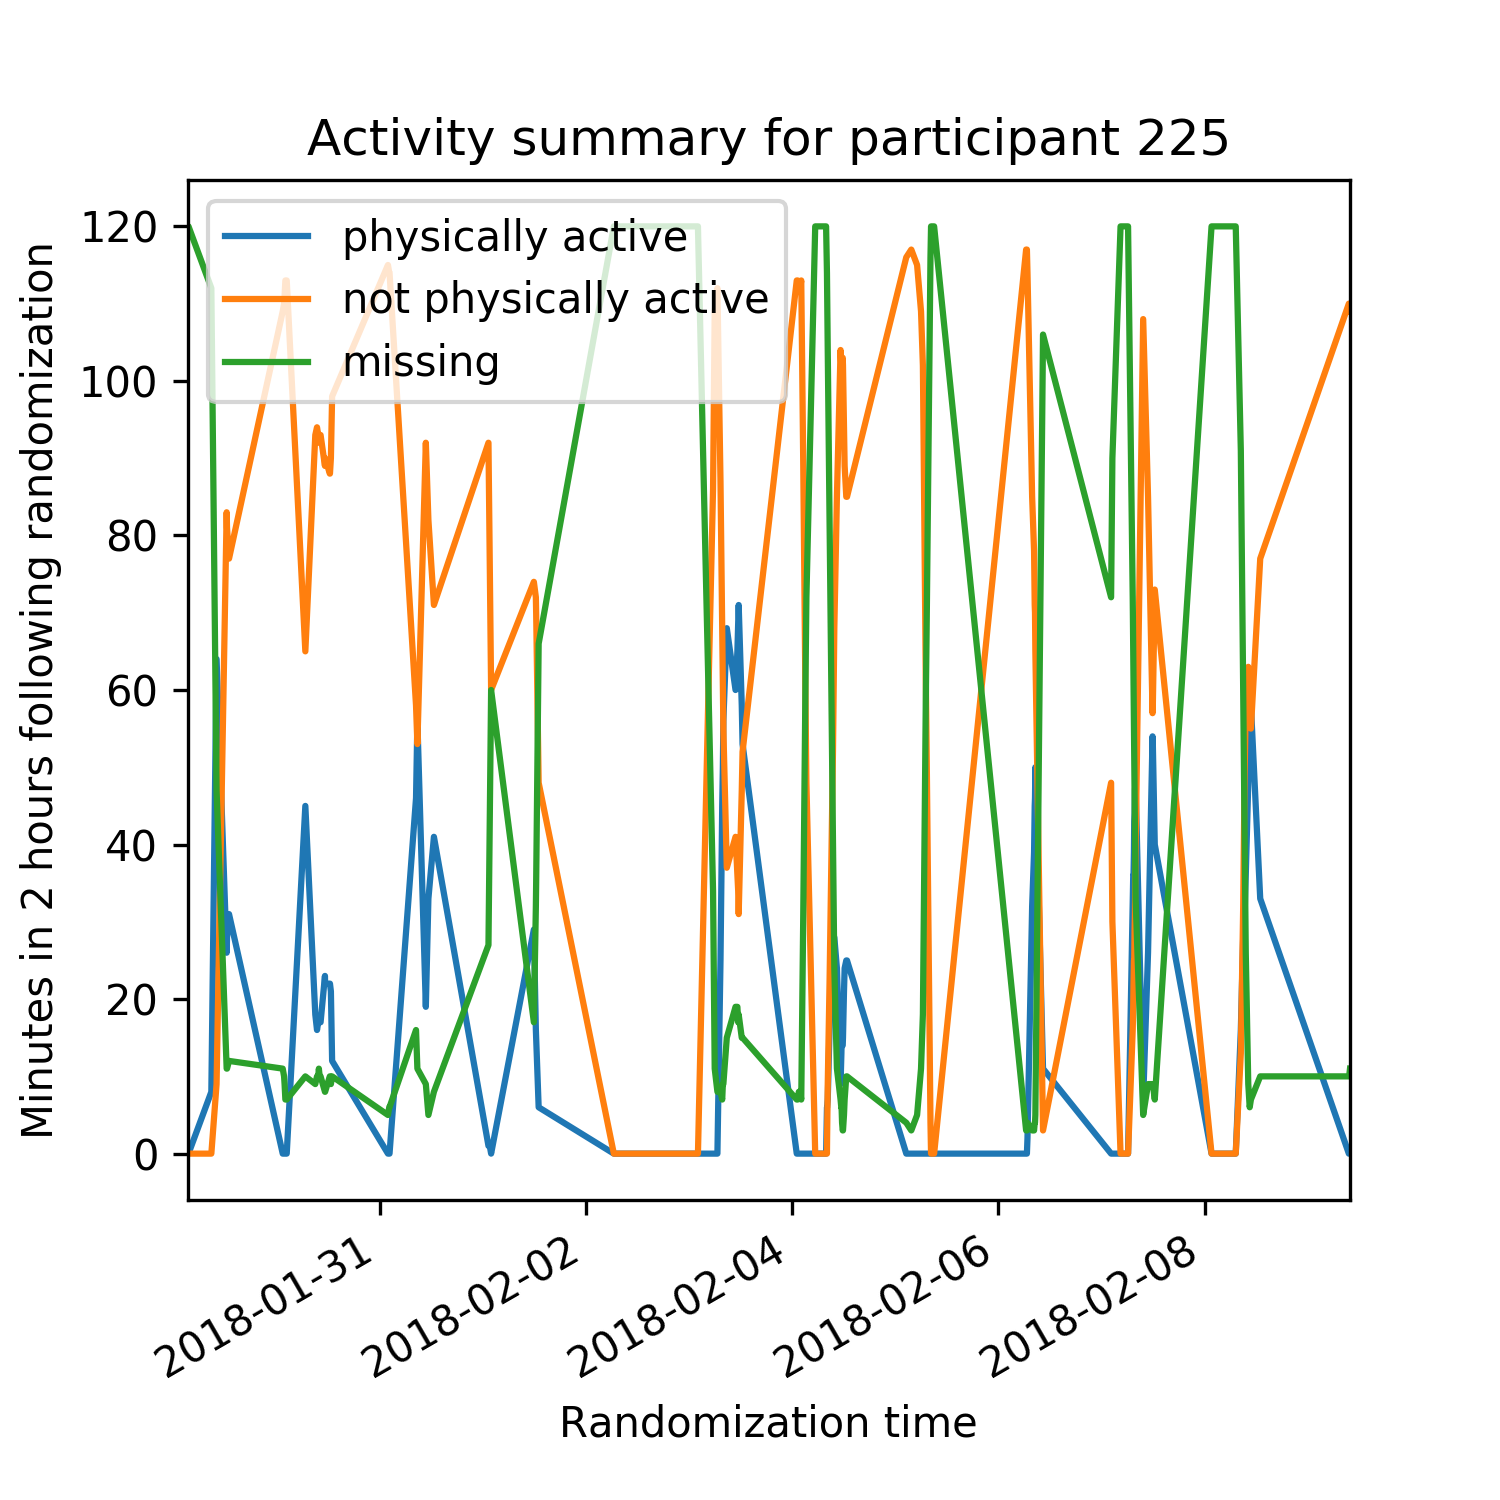 Activity summary for participant 225
physically active
not physically active
missing
120
100
80
60
40
20
0
Minutes in 2 hours following randomization
2018-01-31
2018-02-02
2018-02-04
2018-02-06
2018-02-08
Randomization time